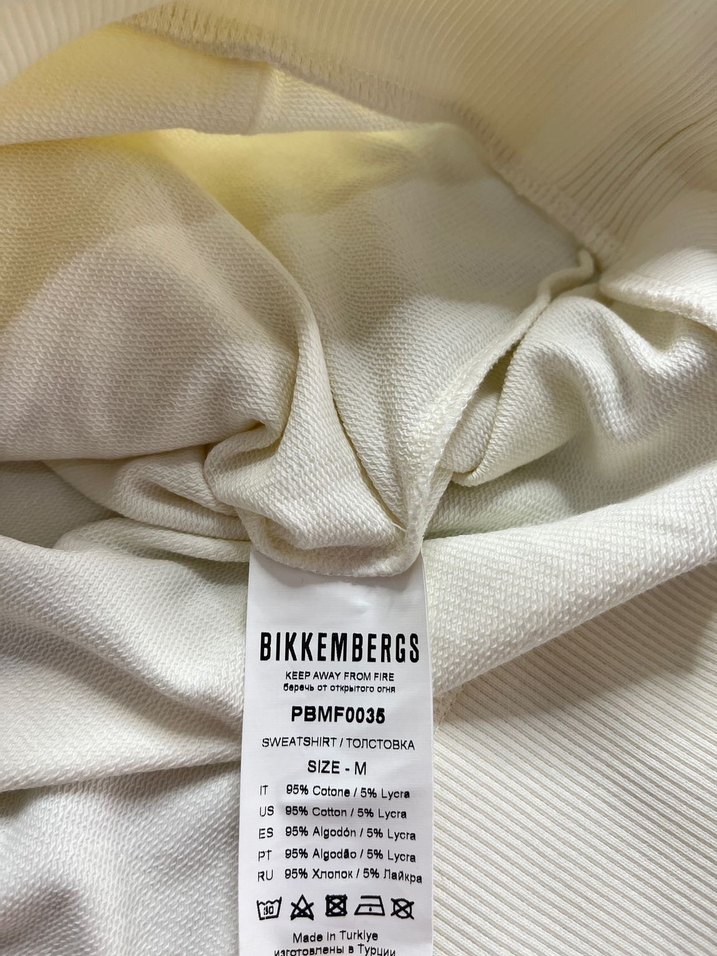 BIKKEMBERGS
KEEP AWAY FROM FIRE
беречь от открытого огня
PBMF0035
SWEATSHIRT / ТОЛСТОВКА
SIZE - M
IT 95% Cotone / 5% Lycra
US 95% Cotton / 5% Lycra
ES 95% Algodón / 5% Lycra
PT 95% Algodão / 5% Lycra
RU 95% Хлопок / 5% Лайкра
30
Made in Turkiye
изготовлены в Турции